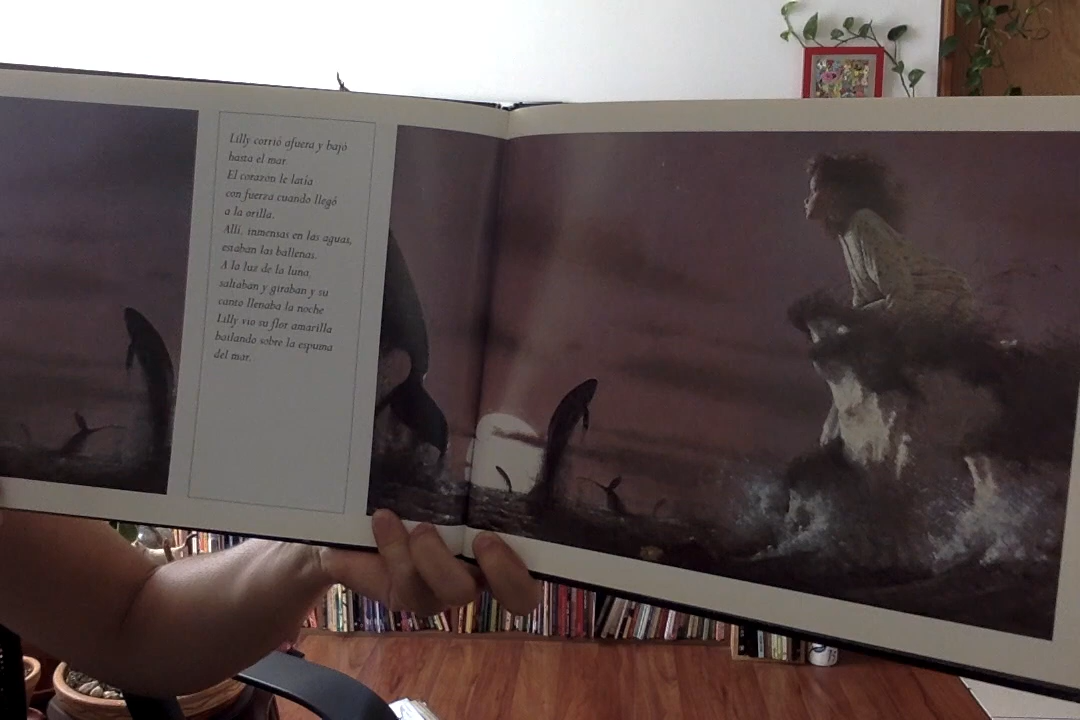 Lilly corrió afuera y bajó
hasta el mar.
El corazón le latía
con fuerza cuando llegó
a la orilla.
Allí, inmensas en las aguas,
estaban las ballenas.
A la luz de la luna,
saltaban y giraban y su
canto llenaba la noche
Lilly vio su flor amarilla
bailando sobre la espuma
del mar.